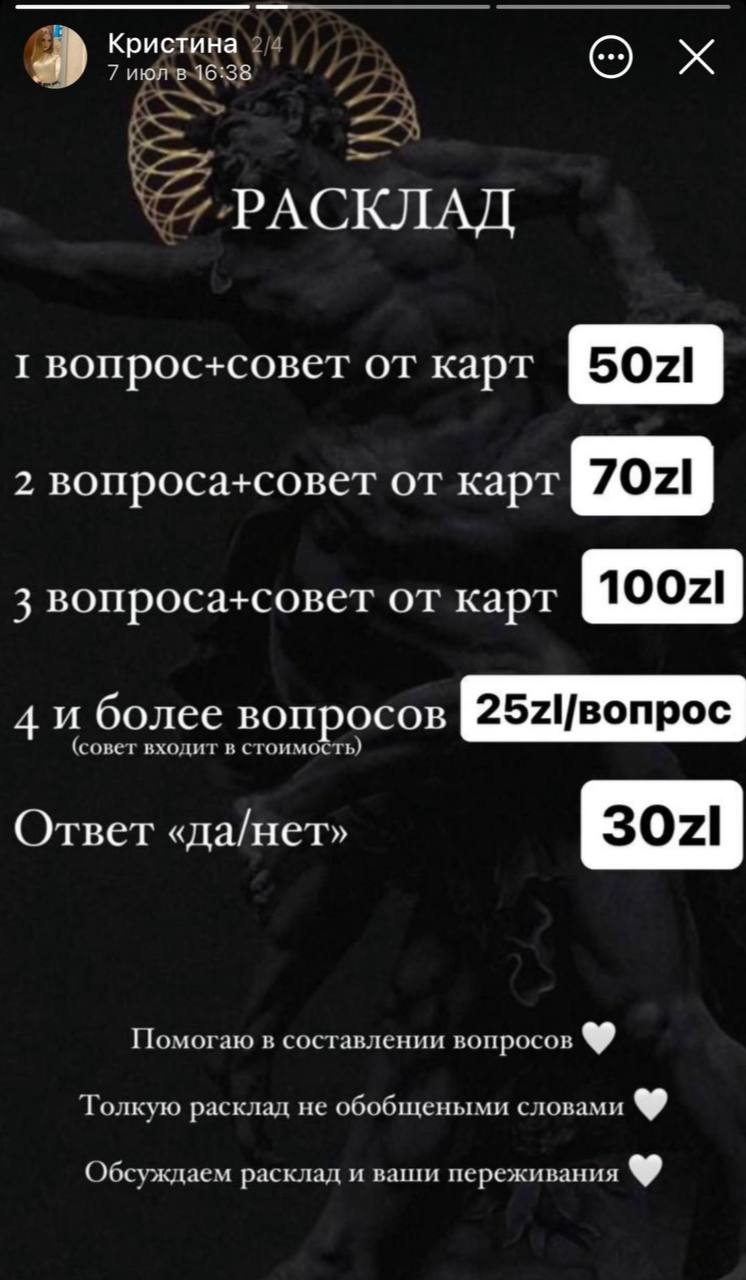 Кристина 2/4
7 июл в 16:38
РАСКЛАД
1 вопрос+совет от карт 50zl
2 вопроса+совет от карт 70zl
3 вопроса+совет от карт 100zl
4 и более вопросов 25zl/вопрос
(совет входит в стоимость)
Ответ «да/нет» 30zl
Помогаю в составлении вопросов 🤍
Толкую расклад не обобщеными словами 🤍
Обсуждаем расклад и ваши переживания 🤍